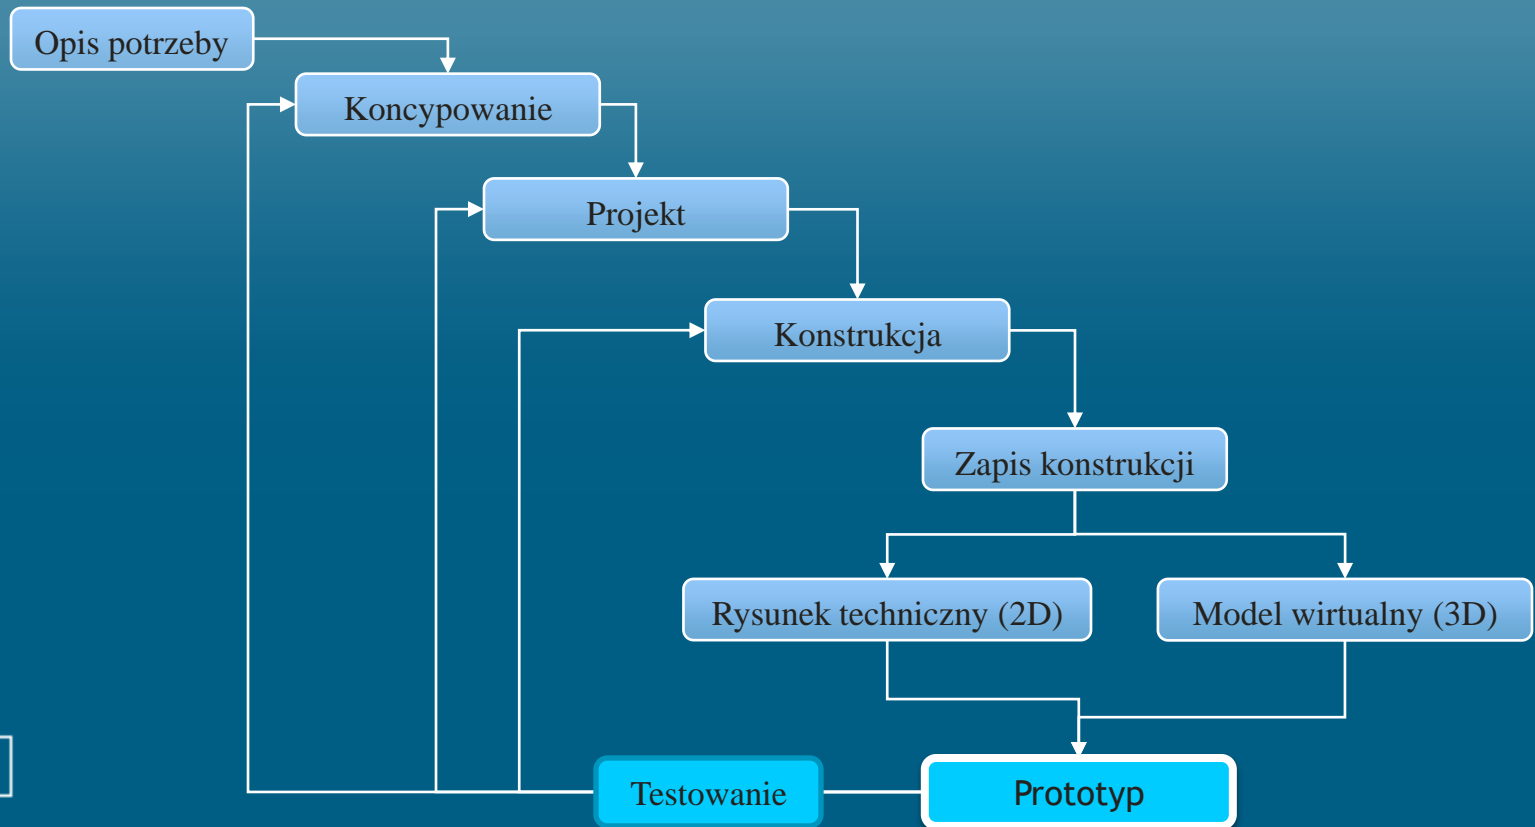 Opis potrzeby
Koncypowanie
Projekt
Konstrukcja
Zapis konstrukcji
Rysunek techniczny (2D)
Model wirtualny (3D)
Testowanie
Prototyp